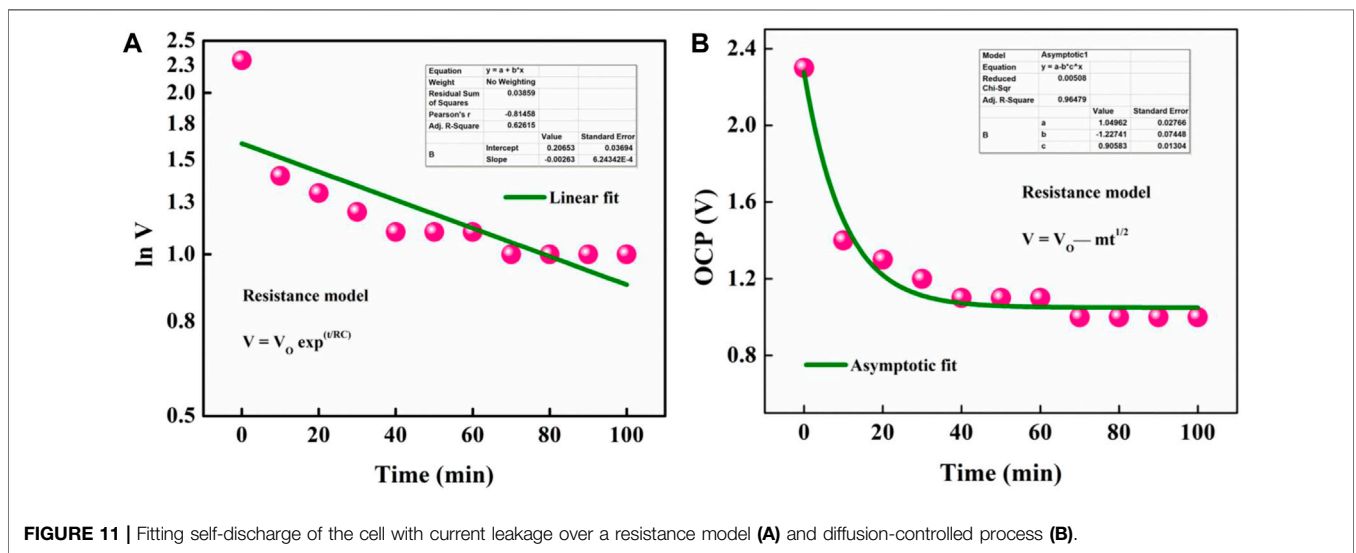 A
2.5
2.3
2.0
1.8
1.5
1.3
1.0
0.8
0.5
ln V
Equation y = a + b*x
Weight No Weighting
Residual Sum of Squares 0.03859
Pearson's r -0.81458
Adj. R-Square 0.62615
Value Standard Error
B Intercept 0.20653 0.03694
Slope -0.00263 6.24342E-4
Linear fit
Resistance model
V = V_O exp^(t/RC)
0 20 40 60 80 100
Time (min)
B
2.4
2.0
1.6
1.2
0.8
OCP (V)
Model Asymptotic1
Equation y = a-b*c^x
Reduced Chi-Sqr 0.00508
Adj. R-Square 0.96479
Value Standard Error
B a 1.04962 0.02766
b -1.22741 0.07448
c 0.90583 0.01304
Resistance model
V = V_O— mt^1/2
Asymptotic fit
0 20 40 60 80 100
Time (min)
FIGURE 11 | Fitting self-discharge of the cell with current leakage over a resistance model (A) and diffusion-controlled process (B).